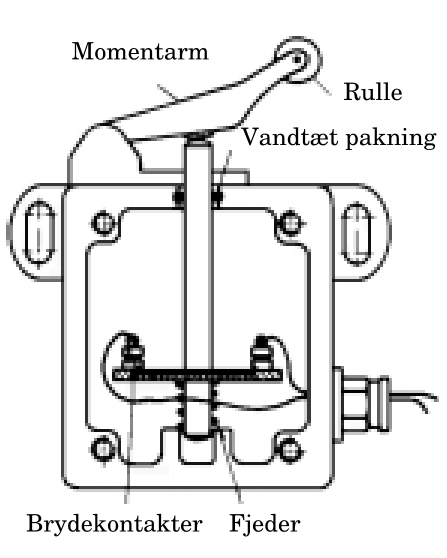 Momentarm
Rulle
Vandtæt pakning
Brydekontakter
Fjeder